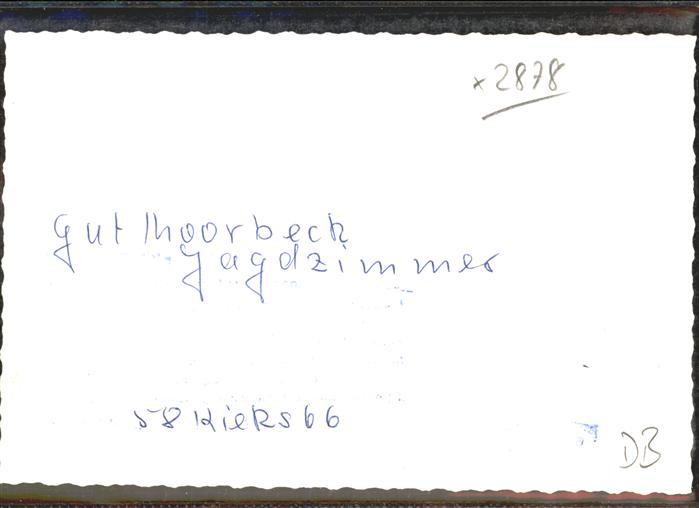 x2878
Gut Moorbeck
Jagdzimmer
58 Kieks 66
DB